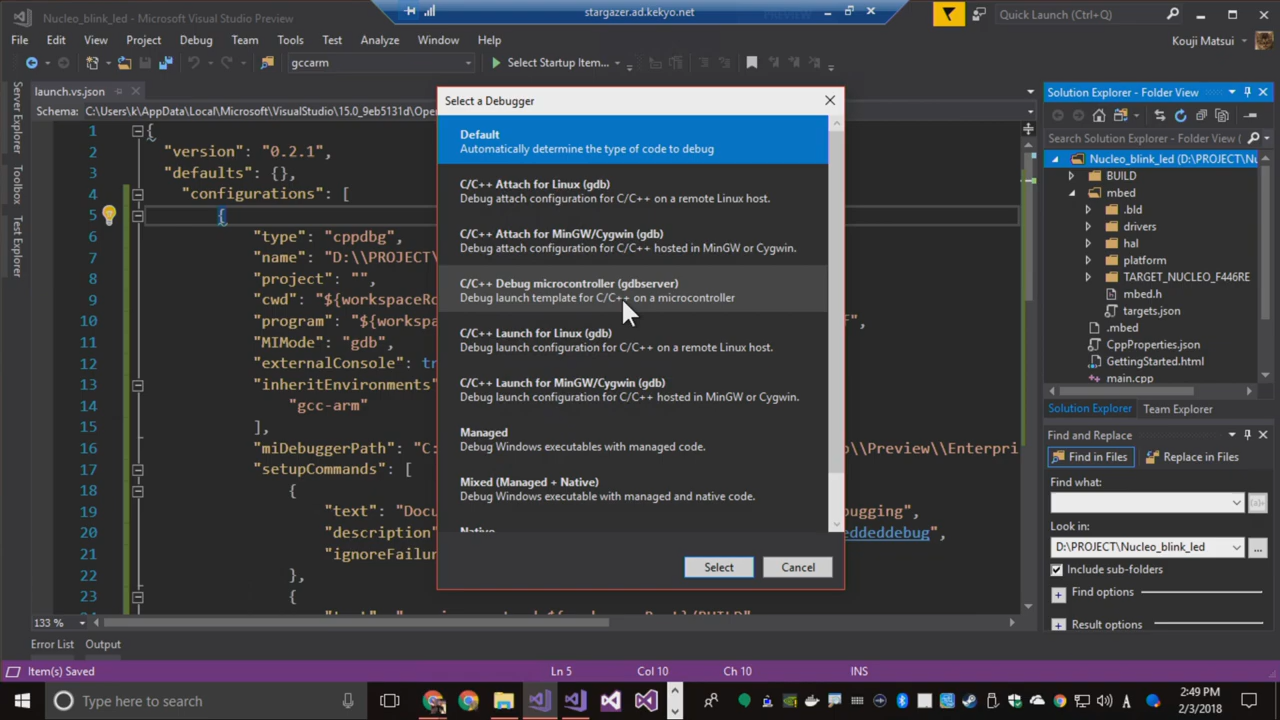 Nucleo_blink_led - Microsoft Visual Studio Preview
stargazer.ad.kekyo.net
Quick Launch (Ctrl+Q)
File Edit View Project Debug Team Tools Test Analyze Window Help
Kouji Matsui
gccarm
Select Startup Item...
Server Explorer
Toolbox
Test Explorer
launch.vs.json
Schema: C:\Users\k\AppData\Local\Microsoft\VisualStudio\15.0_9eb5131d\Ope
1 {
2 "version": "0.2.1",
3 "defaults": {},
4 "configurations": [
5 {
6 "type": "cppdbg",
7 "name": "D:\\PROJECT\
8 "project": "",
9 "cwd": "${workspaceRo
10 "program": "${worksp
11 "MIMode": "gdb",
12 "externalConsole": tr
13 "inheritEnvironments"
14 "gcc-arm"
15 ],
16 "miDebuggerPath": "C: \\Preview\\Enterpri
17 "setupCommands": [
18 {
19 "text": "Docu bugging",
20 "description" eddeddebug",
21 "ignoreFailur
22 },
23 {
Select a Debugger
Default
Automatically determine the type of code to debug
C/C++ Attach for Linux (gdb)
Debug attach configuration for C/C++ on a remote Linux host.
C/C++ Attach for MinGW/Cygwin (gdb)
Debug attach configuration for C/C++ hosted in MinGW or Cygwin.
C/C++ Debug microcontroller (gdbserver)
Debug launch template for C/C++ on a microcontroller
C/C++ Launch for Linux (gdb)
Debug launch configuration for C/C++ on a remote Linux host.
C/C++ Launch for MinGW/Cygwin (gdb)
Debug launch configuration for C/C++ hosted in MinGW or Cygwin.
Managed
Debug Windows executables with managed code.
Mixed (Managed + Native)
Debug Windows executable with managed and native code.
Native
Select Cancel
Solution Explorer - Folder View
Search Solution Explorer - Folder View
Nucleo_blink_led (D:\PROJECT\Nu
BUILD
mbed
.bld
drivers
hal
platform
TARGET_NUCLEO_F446RE
mbed.h
targets.json
.mbed
CppProperties.json
GettingStarted.html
main.cpp
Solution Explorer Team Explorer
Find and Replace
Find in Files Replace in Files
Find what:
Look in:
D:\PROJECT\Nucleo_blink_led
...
Include sub-folders
Find options
Result options
133 %
Error List Output
Item(s) Saved Ln 5 Col 10 Ch 10 INS
Type here to search
2:49 PM
2/3/2018